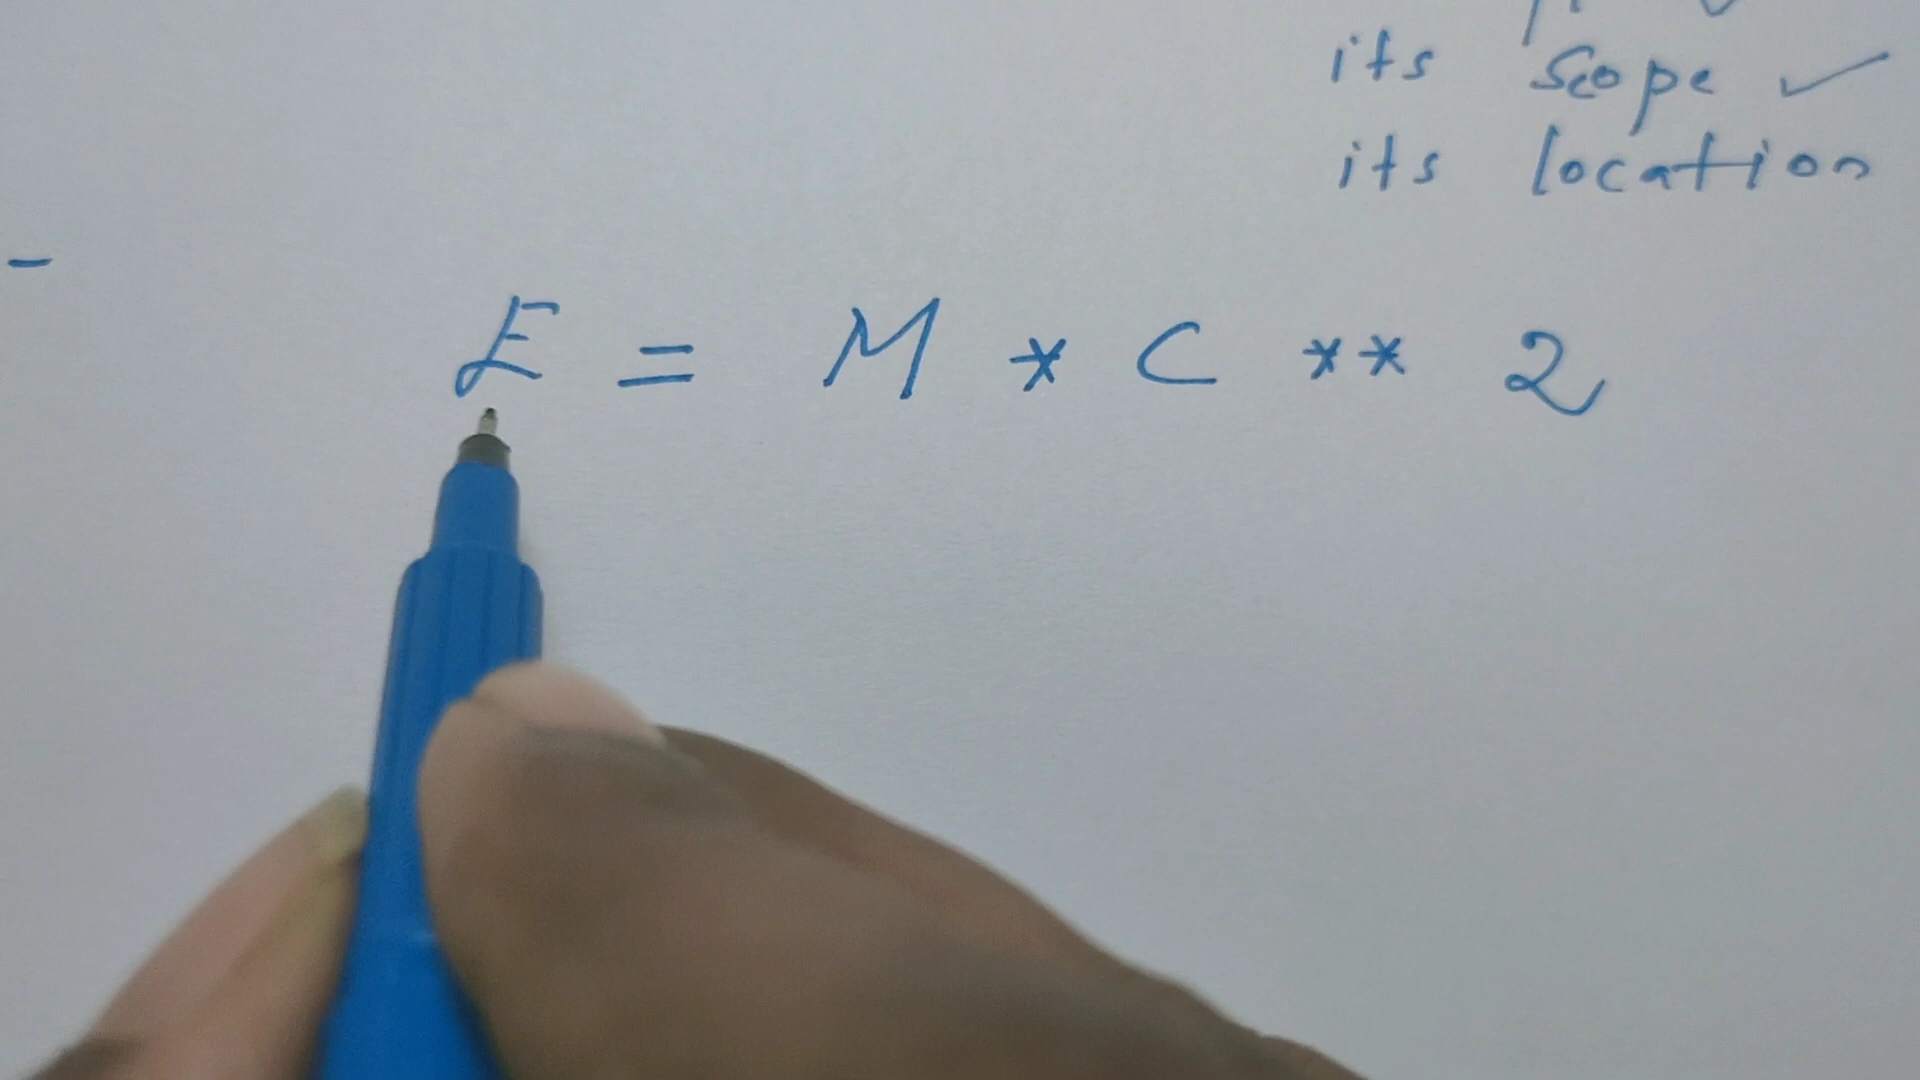 its scope ✓
its location
- E = M * C ** 2